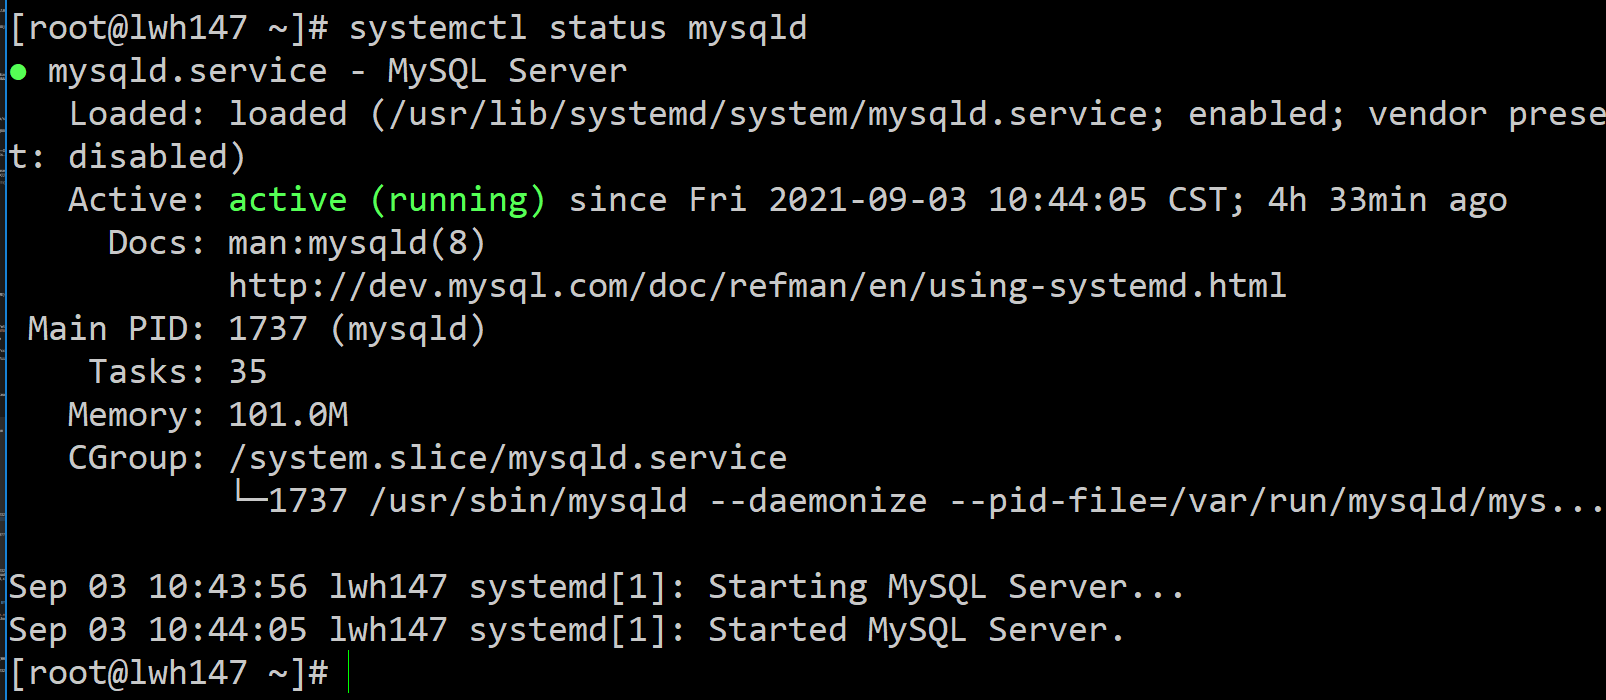 [root@lwh147 ~]# systemctl status mysqld
● mysqld.service - MySQL Server
   Loaded: loaded (/usr/lib/systemd/system/mysqld.service; enabled; vendor prese
t: disabled)
   Active: active (running) since Fri 2021-09-03 10:44:05 CST; 4h 33min ago
     Docs: man:mysqld(8)
           http://dev.mysql.com/doc/refman/en/using-systemd.html
 Main PID: 1737 (mysqld)
    Tasks: 35
   Memory: 101.0M
   CGroup: /system.slice/mysqld.service
           └─1737 /usr/sbin/mysqld --daemonize --pid-file=/var/run/mysqld/mys...

Sep 03 10:43:56 lwh147 systemd[1]: Starting MySQL Server...
Sep 03 10:44:05 lwh147 systemd[1]: Started MySQL Server.
[root@lwh147 ~]#